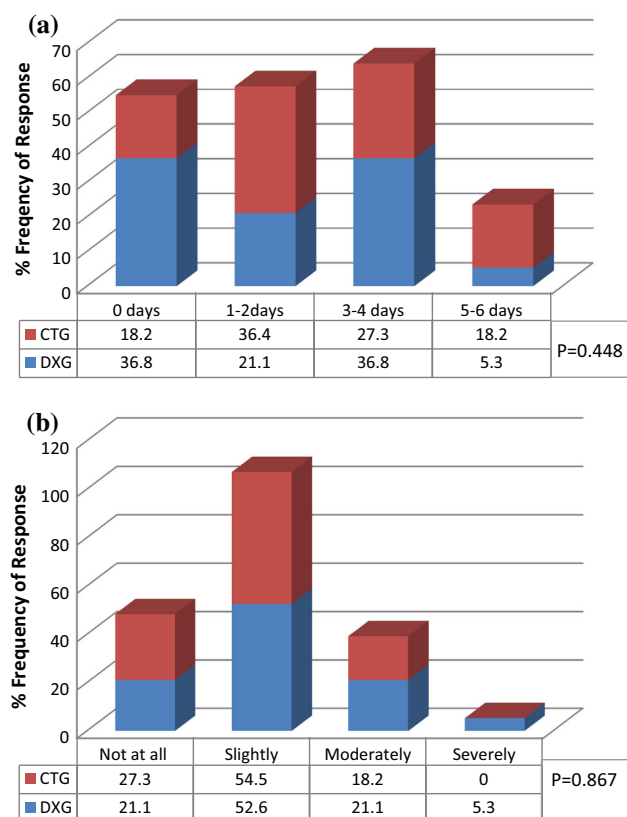 (a)
% Freqency of Response
70
60
50
40
30
20
10
0
0 days 1-2days 3-4 days 5-6 days
CTG 18.2 36.4 27.3 18.2
DXG 36.8 21.1 36.8 5.3
P=0.448
(b)
% Frequency of Response
120
100
80
60
40
20
0
Not at all Slightly Moderately Severely
CTG 27.3 54.5 18.2 0
DXG 21.1 52.6 21.1 5.3
P=0.867